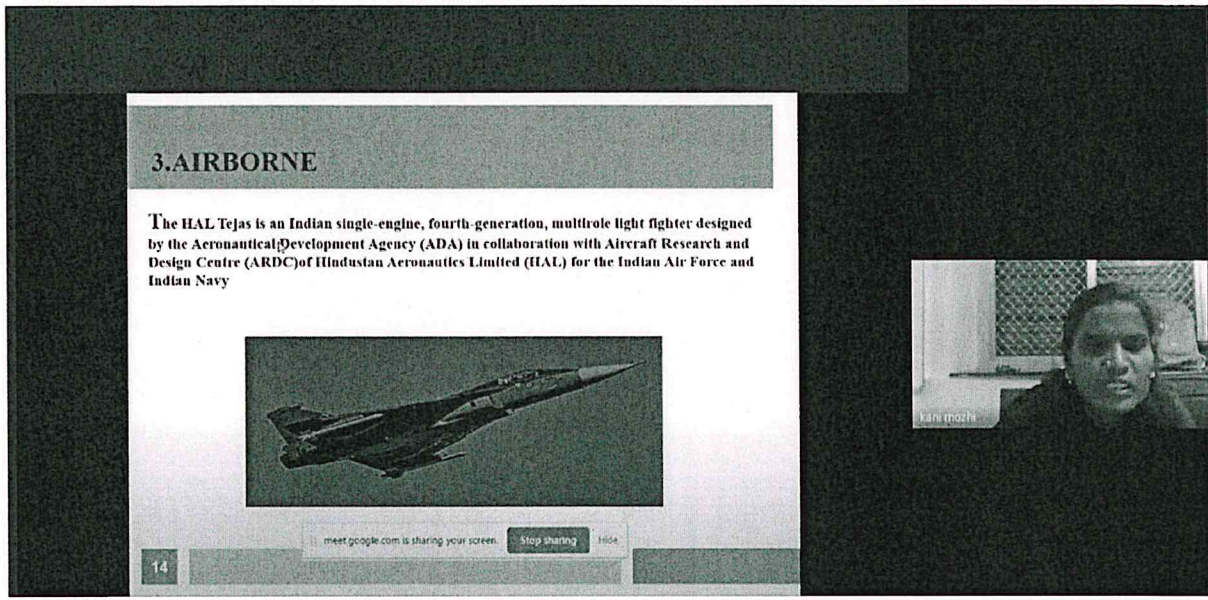 3.AIRBORNE
The HAL Tejas is an Indian single-engine, fourth-generation, multirole light fighter designed
by the Aeronautical Development Agency (ADA) in collaboration with Aircraft Research and
Design Centre (ARDC)of Hindustan Aeronautics Limited (HAL) for the Indian Air Force and
Indian Navy
kani mozhi
meet.google.com is sharing your screen. Stop sharing Hide
14